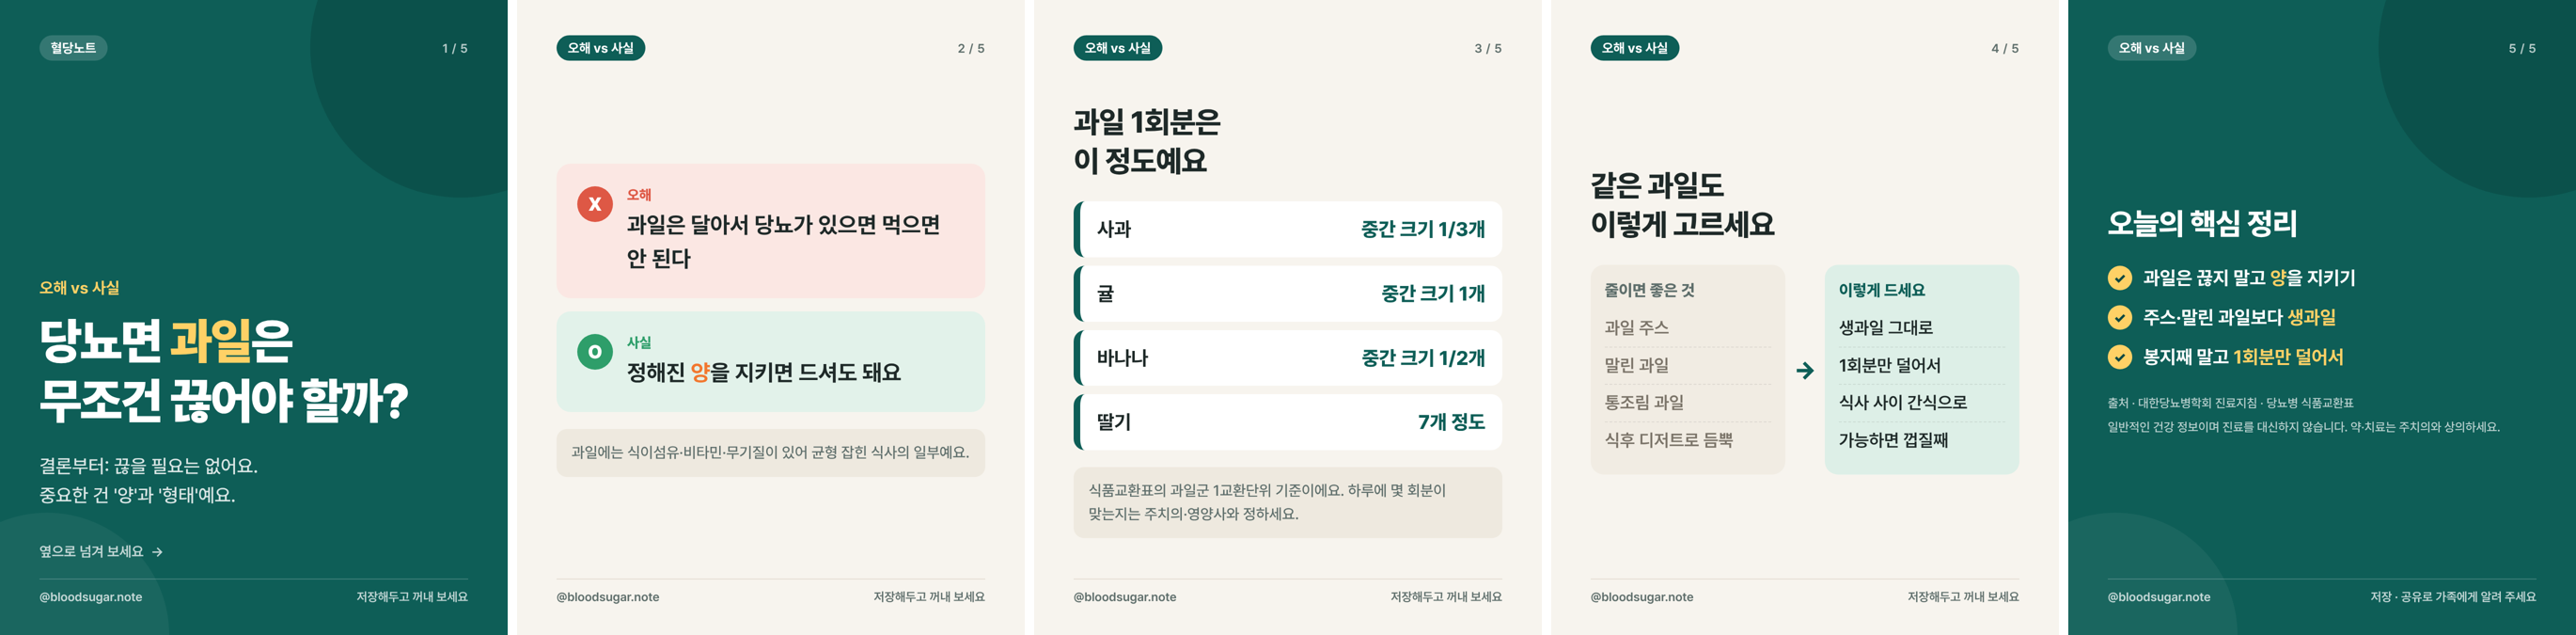 혈당노트
1 / 5
오해 vs 사실
당뇨면 과일은
무조건 끊어야 할까?
결론부터: 끊을 필요는 없어요.
중요한 건 '양'과 '형태'예요.
옆으로 넘겨 보세요 →
@bloodsugar.note
저장해두고 꺼내 보세요
오해 vs 사실
2 / 5
X
오해
과일은 달아서 당뇨가 있으면 먹으면
안 된다
O
사실
정해진 양을 지키면 드셔도 돼요
과일에는 식이섬유·비타민·무기질이 있어 균형 잡힌 식사의 일부예요.
@bloodsugar.note
저장해두고 꺼내 보세요
오해 vs 사실
3 / 5
과일 1회분은
이 정도예요
사과 중간 크기 1/3개
귤 중간 크기 1개
바나나 중간 크기 1/2개
딸기 7개 정도
식품교환표의 과일군 1교환단위 기준이에요. 하루에 몇 회분이
맞는지는 주치의·영양사와 정하세요.
@bloodsugar.note
저장해두고 꺼내 보세요
오해 vs 사실
4 / 5
같은 과일도
이렇게 고르세요
줄이면 좋은 것
과일 주스
말린 과일
통조림 과일
식후 디저트로 듬뿍
→
이렇게 드세요
생과일 그대로
1회분만 덜어서
식사 사이 간식으로
가능하면 껍질째
@bloodsugar.note
저장해두고 꺼내 보세요
오해 vs 사실
5 / 5
오늘의 핵심 정리
과일은 끊지 말고 양을 지키기
주스·말린 과일보다 생과일
봉지째 말고 1회분만 덜어서
출처 · 대한당뇨병학회 진료지침 · 당뇨병 식품교환표
일반적인 건강 정보이며 진료를 대신하지 않습니다. 약·치료는 주치의와 상의하세요.
@bloodsugar.note
저장 · 공유로 가족에게 알려 주세요